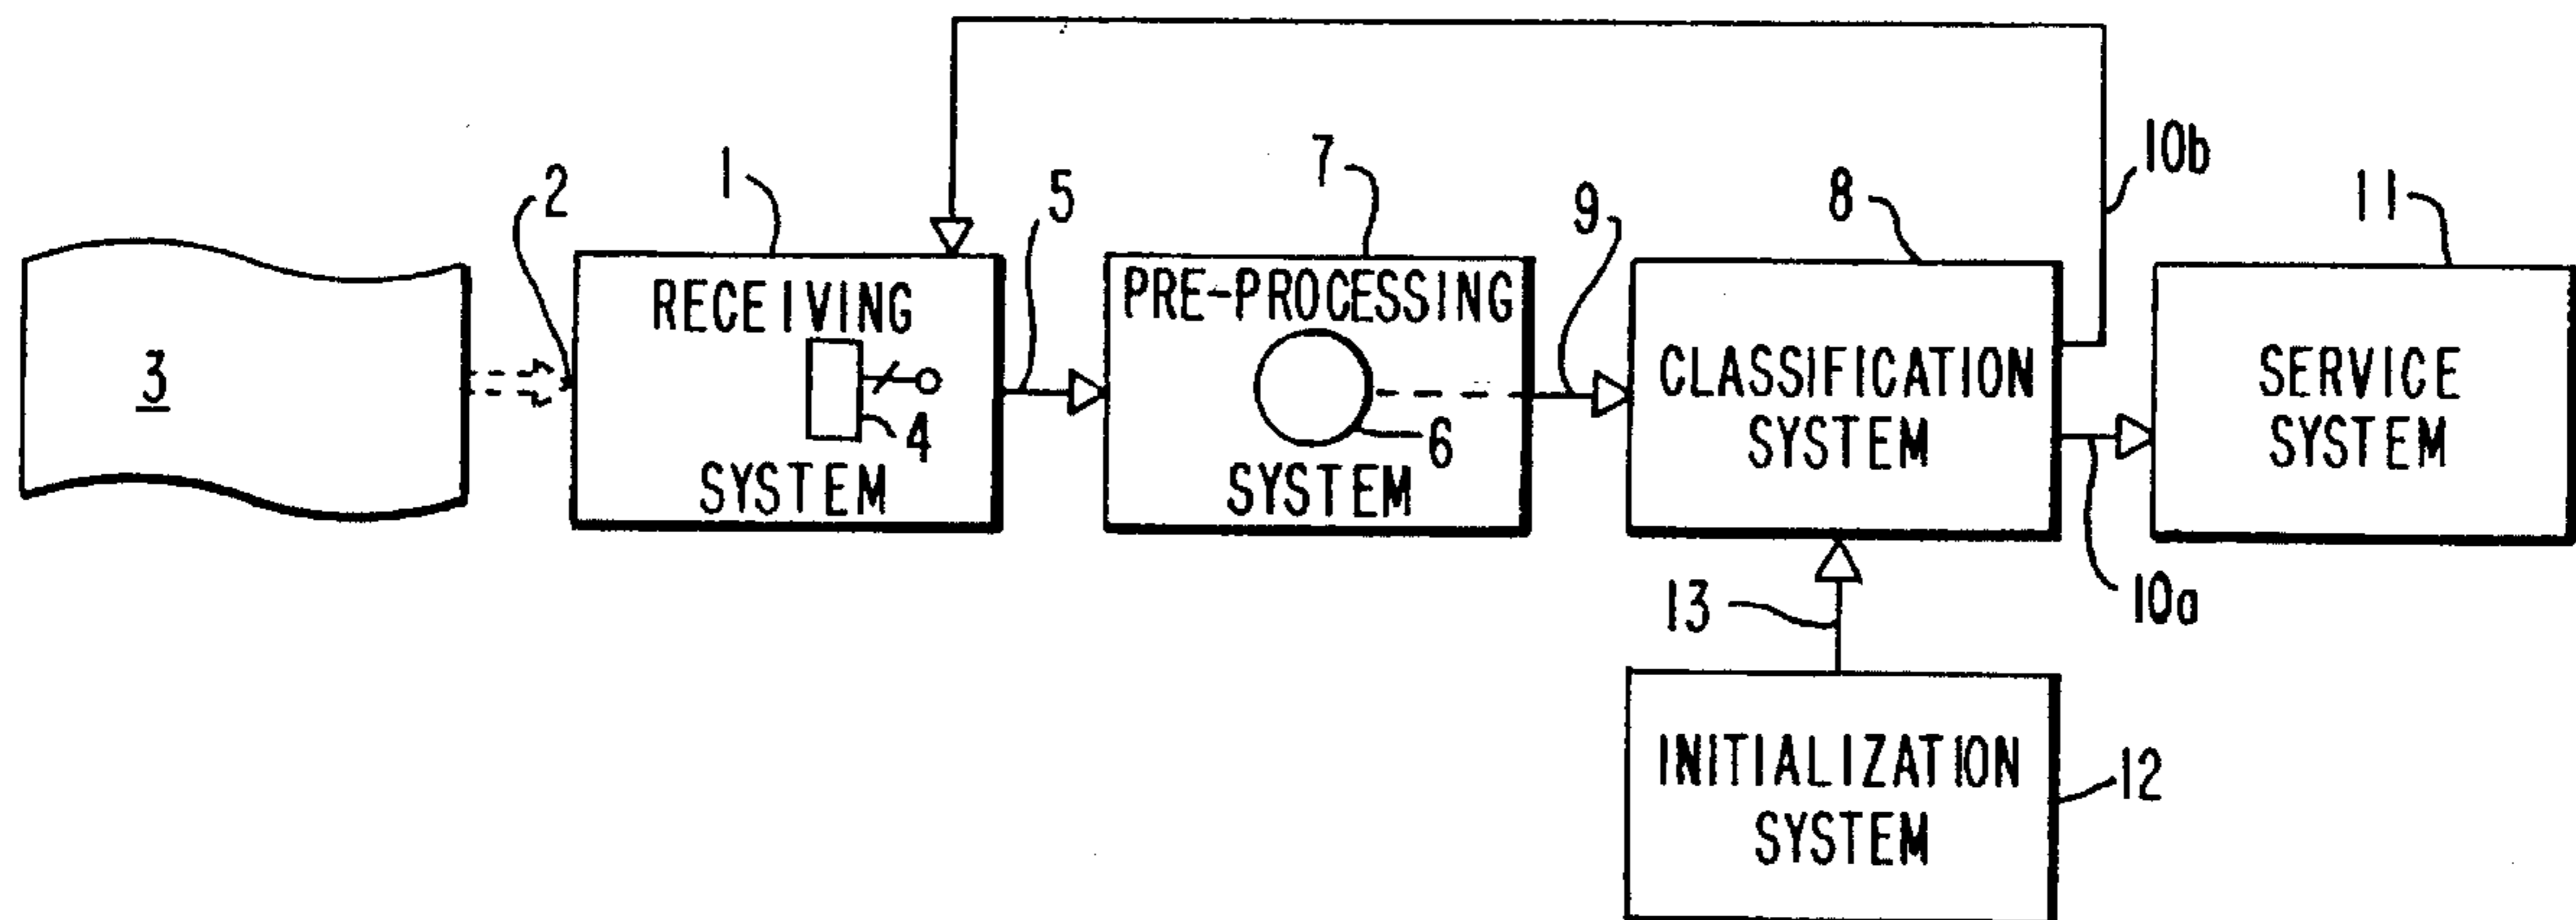 10b
2
1
5
7
9
8
11
3
RECEIVING
SYSTEM
4
PRE-PROCESSING
SYSTEM
6
CLASSIFICATION
SYSTEM
SERVICE
SYSTEM
10a
13
INITIALIZATION
SYSTEM
12